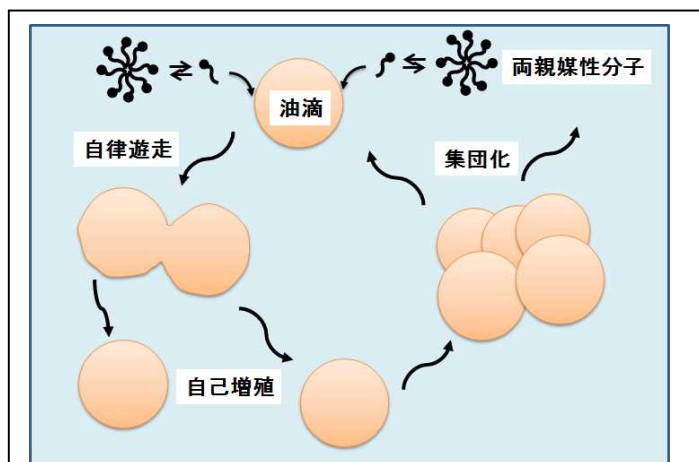 両親媒性分子
油滴
自律遊走
集団化
自己増殖